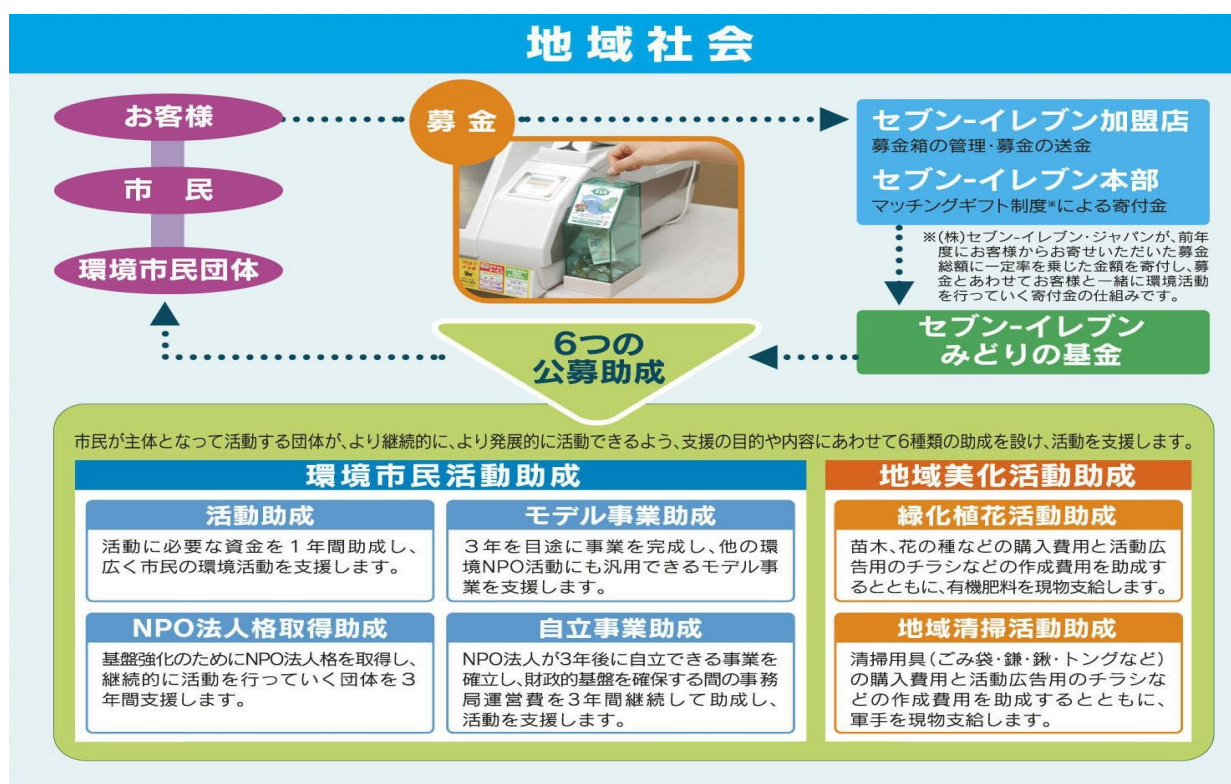 地域社会
お客様
市民
環境市民団体
募金
セブン-イレブン加盟店
募金箱の管理・募金の送金
セブン-イレブン本部
マッチングギフト制度※による寄付金
※(株)セブン-イレブン・ジャパンが、前年
度にお客様からお寄せいただいた募金
総額に一定率を乗じた金額を寄付し、募
金とあわせてお客様と一緒に環境活動
を行っていく寄付金の仕組みです。
セブン-イレブン
みどりの基金
6つの
公募助成
市民が主体となって活動する団体が、より継続的に、より発展的に活動できるよう、支援の目的や内容にあわせて6種類の助成を設け、活動を支援します。
環境市民活動助成
活動助成
活動に必要な資金を1年間助成し、
広く市民の環境活動を支援します。
モデル事業助成
3年を目途に事業を完成し、他の環
境NPO活動にも汎用できるモデル事
業を支援します。
NPO法人格取得助成
基盤強化のためにNPO法人格を取得し、
継続的に活動を行っていく団体を3
年間支援します。
自立事業助成
NPO法人が3年後に自立できる事業を
確立し、財政的基盤を確保する間の事務
局運営費を3年間継続して助成し、
活動を支援します。
地域美化活動助成
緑化植花活動助成
苗木、花の種などの購入費用と活動広
告用のチラシなどの作成費用を助成す
るとともに、有機肥料を現物支給します。
地域清掃活動助成
清掃用具(ごみ袋・鎌・鍬・トングなど)
の購入費用と活動広告用のチラシな
どの作成費用を助成するとともに、
軍手を現物支給します。